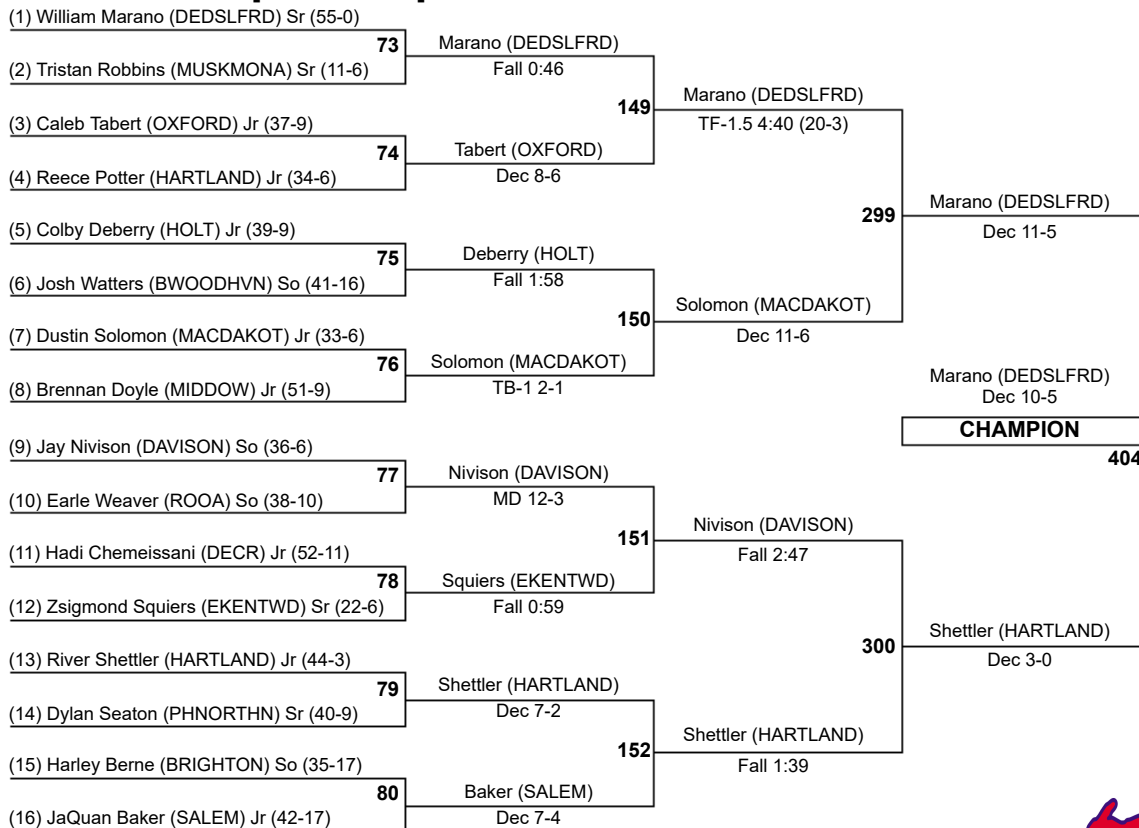 (1) William Marano (DEDSLFRD) Sr (55-0)
73
(2) Tristan Robbins (MUSKMONA) Sr (11-6)
Marano (DEDSLFRD)
Fall 0:46
149
(3) Caleb Tabert (OXFORD) Jr (37-9)
74
(4) Reece Potter (HARTLAND) Jr (34-6)
Tabert (OXFORD)
Dec 8-6
Marano (DEDSLFRD)
TF-1.5 4:40 (20-3)
299
(5) Colby Deberry (HOLT) Jr (39-9)
75
(6) Josh Watters (BWOODHVN) So (41-16)
Deberry (HOLT)
Fall 1:58
150
(7) Dustin Solomon (MACDAKOT) Jr (33-6)
76
(8) Brennan Doyle (MIDDOW) Jr (51-9)
Solomon (MACDAKOT)
TB-1 2-1
Solomon (MACDAKOT)
Dec 11-6
Marano (DEDSLFRD)
Dec 11-5
Marano (DEDSLFRD)
Dec 10-5
CHAMPION
404
(9) Jay Nivison (DAVISON) So (36-6)
77
(10) Earle Weaver (ROOA) So (38-10)
Nivison (DAVISON)
MD 12-3
151
(11) Hadi Chemeissani (DECR) Jr (52-11)
78
(12) Zsigmond Squiers (EKENTWD) Sr (22-6)
Squiers (EKENTWD)
Fall 0:59
Nivison (DAVISON)
Fall 2:47
300
(13) River Shettler (HARTLAND) Jr (44-3)
79
(14) Dylan Seaton (PHNORTHN) Sr (40-9)
Shettler (HARTLAND)
Dec 7-2
152
(15) Harley Berne (BRIGHTON) So (35-17)
80
(16) JaQuan Baker (SALEM) Jr (42-17)
Baker (SALEM)
Dec 7-4
Shettler (HARTLAND)
Fall 1:39
Shettler (HARTLAND)
Dec 3-0